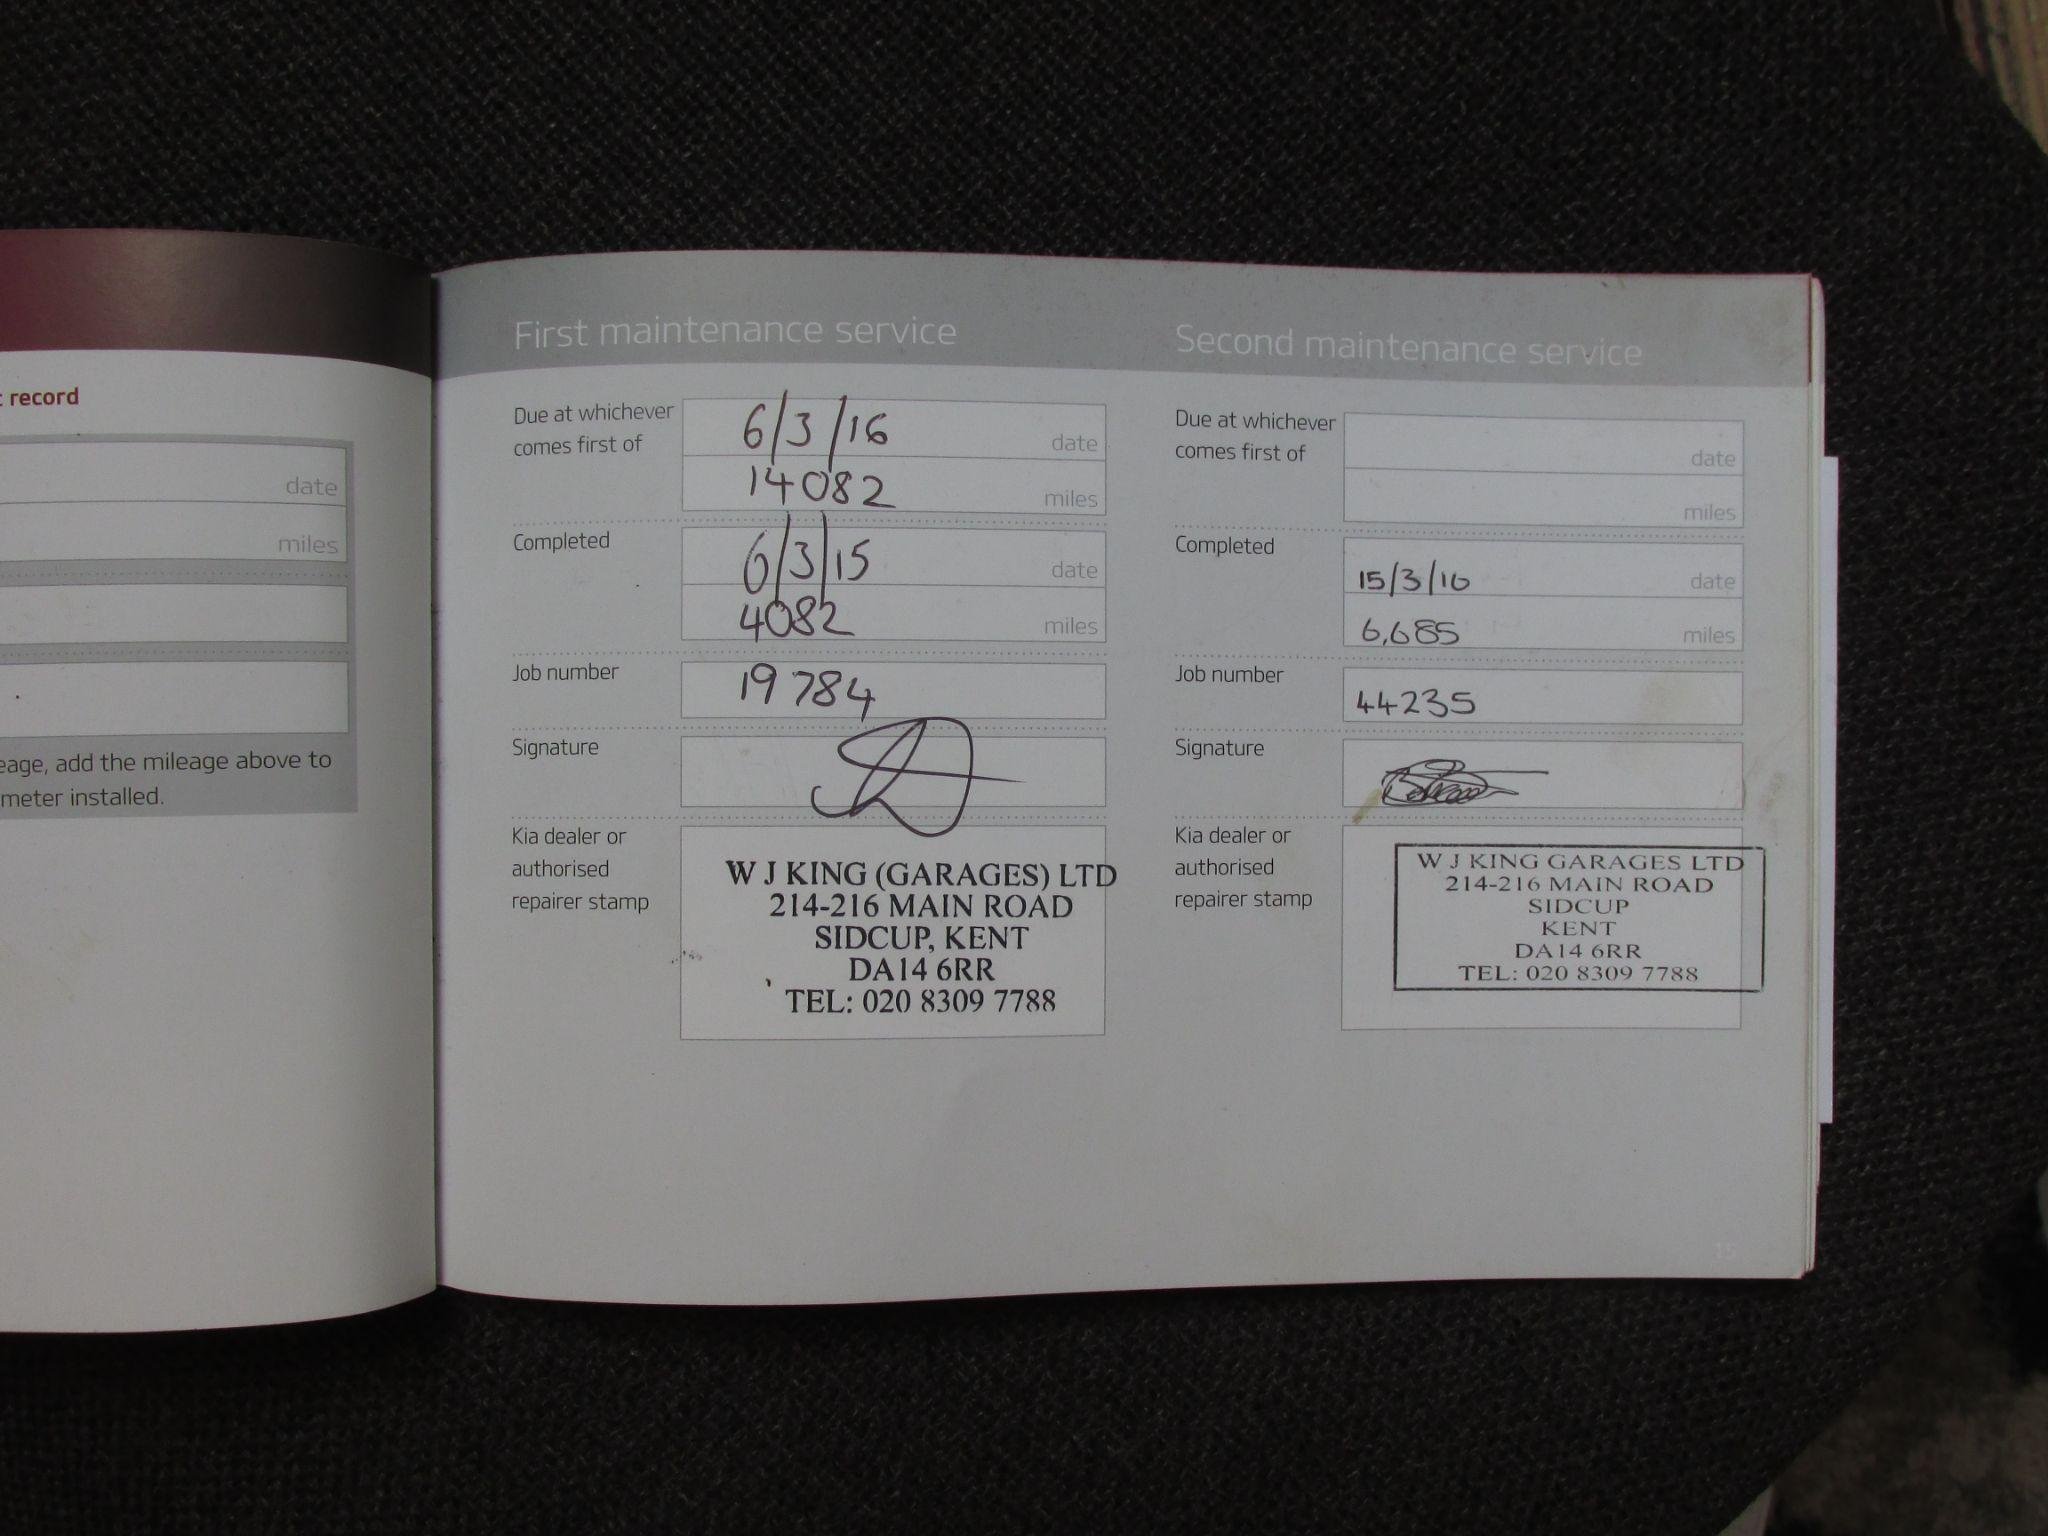 record
date
miles
eage, add the mileage above to
meter installed.
First maintenance service
Due at whichever
comes first of
6/3/16
date
14082
miles
Completed
6/3/15
date
4082
miles
Job number
19784
Signature
Kia dealer or
authorised
repairer stamp
W J KING (GARAGES) LTD
214-216 MAIN ROAD
SIDCUP, KENT
DA14 6RR
TEL: 020 8309 7788
Second maintenance service
Due at whichever
comes first of
date
miles
Completed
15/3/16
date
6,685
miles
Job number
44235
Signature
Kia dealer or
authorised
repairer stamp
W J KING GARAGES LTD
214-216 MAIN ROAD
SIDCUP
KENT
DA14 6RR
TEL: 020 8309 7788
15